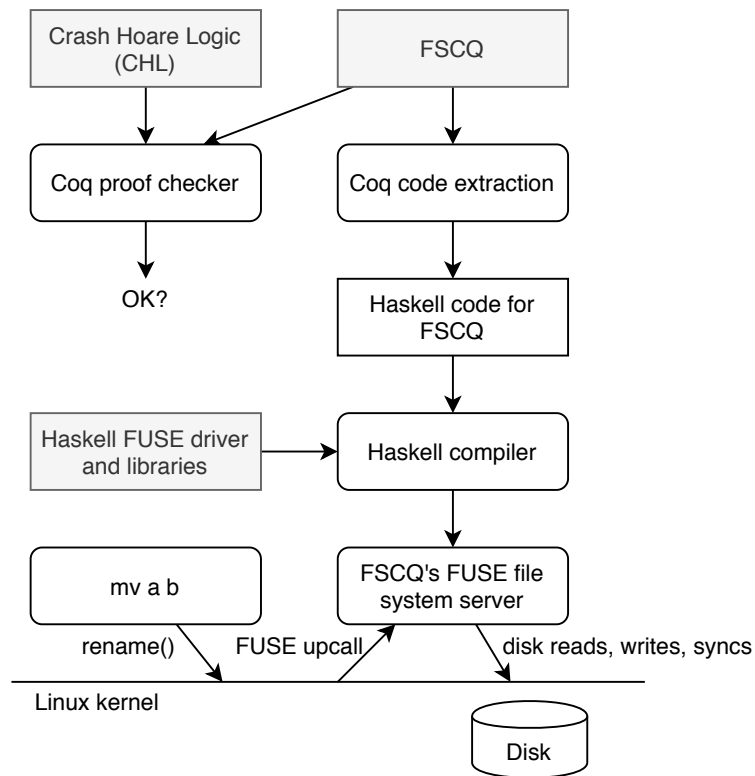 Crash Hoare Logic
(CHL)
FSCQ
Coq proof checker
Coq code extraction
OK?
Haskell code for
FSCQ
Haskell FUSE driver
and libraries
Haskell compiler
mv a b
FSCQ's FUSE file
system server
rename()
FUSE upcall
disk reads, writes, syncs
Linux kernel
Disk